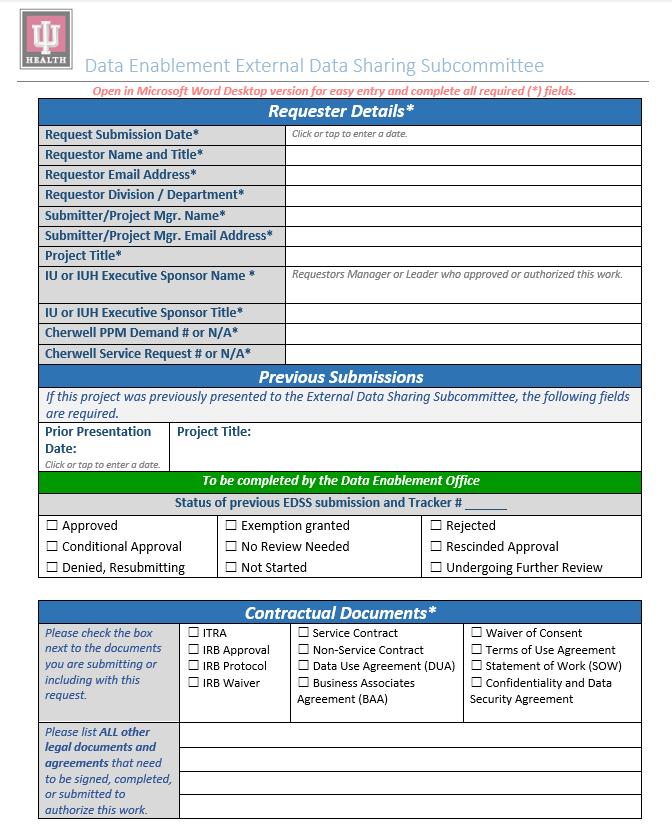 HEALTH
Data Enablement External Data Sharing Subcommittee
Open in Microsoft Word Desktop version for easy entry and complete all required (*) fields.
Requester Details*
Request Submission Date* Click or tap to enter a date.
Requestor Name and Title*
Requestor Email Address*
Requestor Division / Department*
Submitter/Project Mgr. Name*
Submitter/Project Mgr. Email Address*
Project Title*
IU or IUH Executive Sponsor Name * Requestors Manager or Leader who approved or authorized this work.
IU or IUH Executive Sponsor Title*
Cherwell PPM Demand # or N/A*
Cherwell Service Request # or N/A*
Previous Submissions
If this project was previously presented to the External Data Sharing Subcommittee, the following fields
are required.
Prior Presentation
Date:
Click or tap to enter a date.
Project Title:
To be completed by the Data Enablement Office
Status of previous EDSS submission and Tracker # ______
☐ Approved
☐ Conditional Approval
☐ Denied, Resubmitting
☐ Exemption granted
☐ No Review Needed
☐ Not Started
☐ Rejected
☐ Rescinded Approval
☐ Undergoing Further Review
Contractual Documents*
Please check the box
next to the documents
you are submitting or
including with this
request.
☐ ITRA
☐ IRB Approval
☐ IRB Protocol
☐ IRB Waiver
☐ Service Contract
☐ Non-Service Contract
☐ Data Use Agreement (DUA)
☐ Business Associates
Agreement (BAA)
☐ Waiver of Consent
☐ Terms of Use Agreement
☐ Statement of Work (SOW)
☐ Confidentiality and Data
Security Agreement
Please list ALL other
legal documents and
agreements that need
to be signed, completed,
or submitted to
authorize this work.